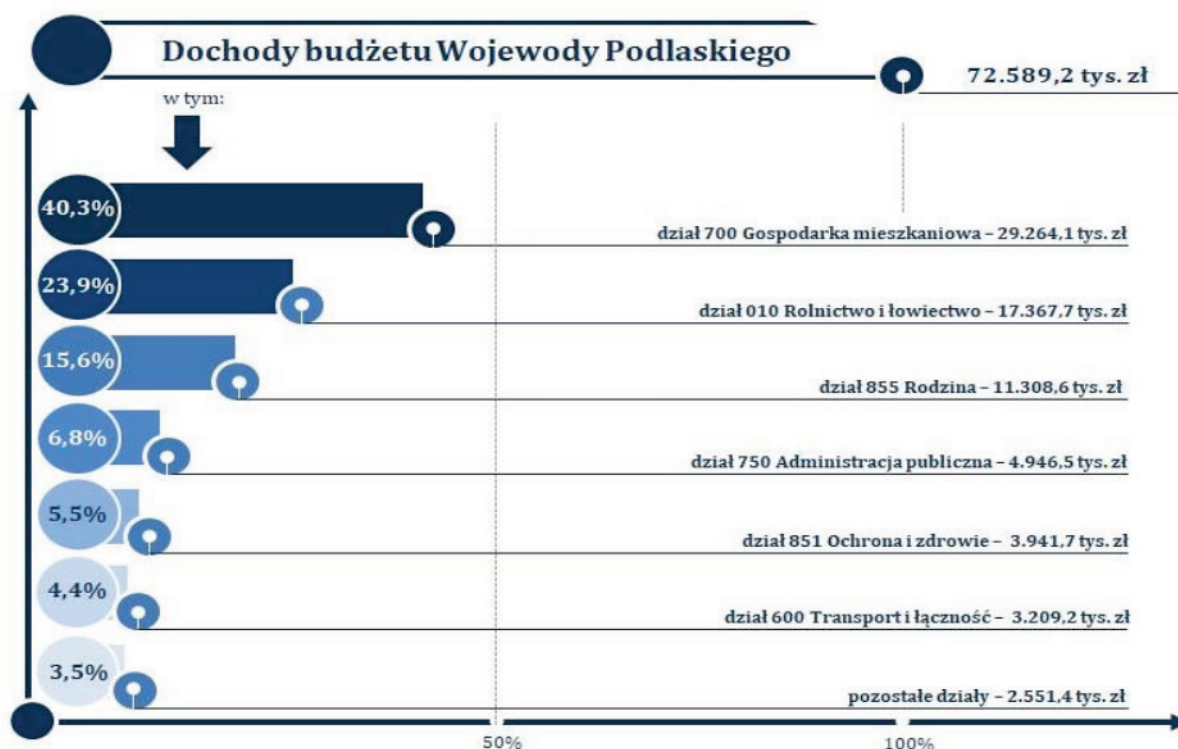 Dochody budżetu Wojewody Podlaskiego
72.589,2 tys. zł
w tym:
40,3%
dział 700 Gospodarka mieszkaniowa – 29.264,1 tys. zł
23,9%
dział 010 Rolnictwo i łowiectwo – 17.367,7 tys. zł
15,6%
dział 855 Rodzina – 11.308,6 tys. zł
6,8%
dział 750 Administracja publiczna – 4.946,5 tys. zł
5,5%
dział 851 Ochrona i zdrowie – 3.941,7 tys. zł
4,4%
dział 600 Transport i łączność – 3.209,2 tys. zł
3,5%
pozostałe działy – 2.551,4 tys. zł
50%
100%